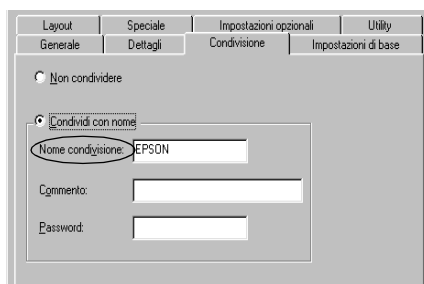 Layout Speciale Impostazioni opzionali Utility
Generale Dettagli Condivisione Impostazioni di base
Non condividere
Condividi con nome
Nome condivisione: EPSON
Commento:
Password: